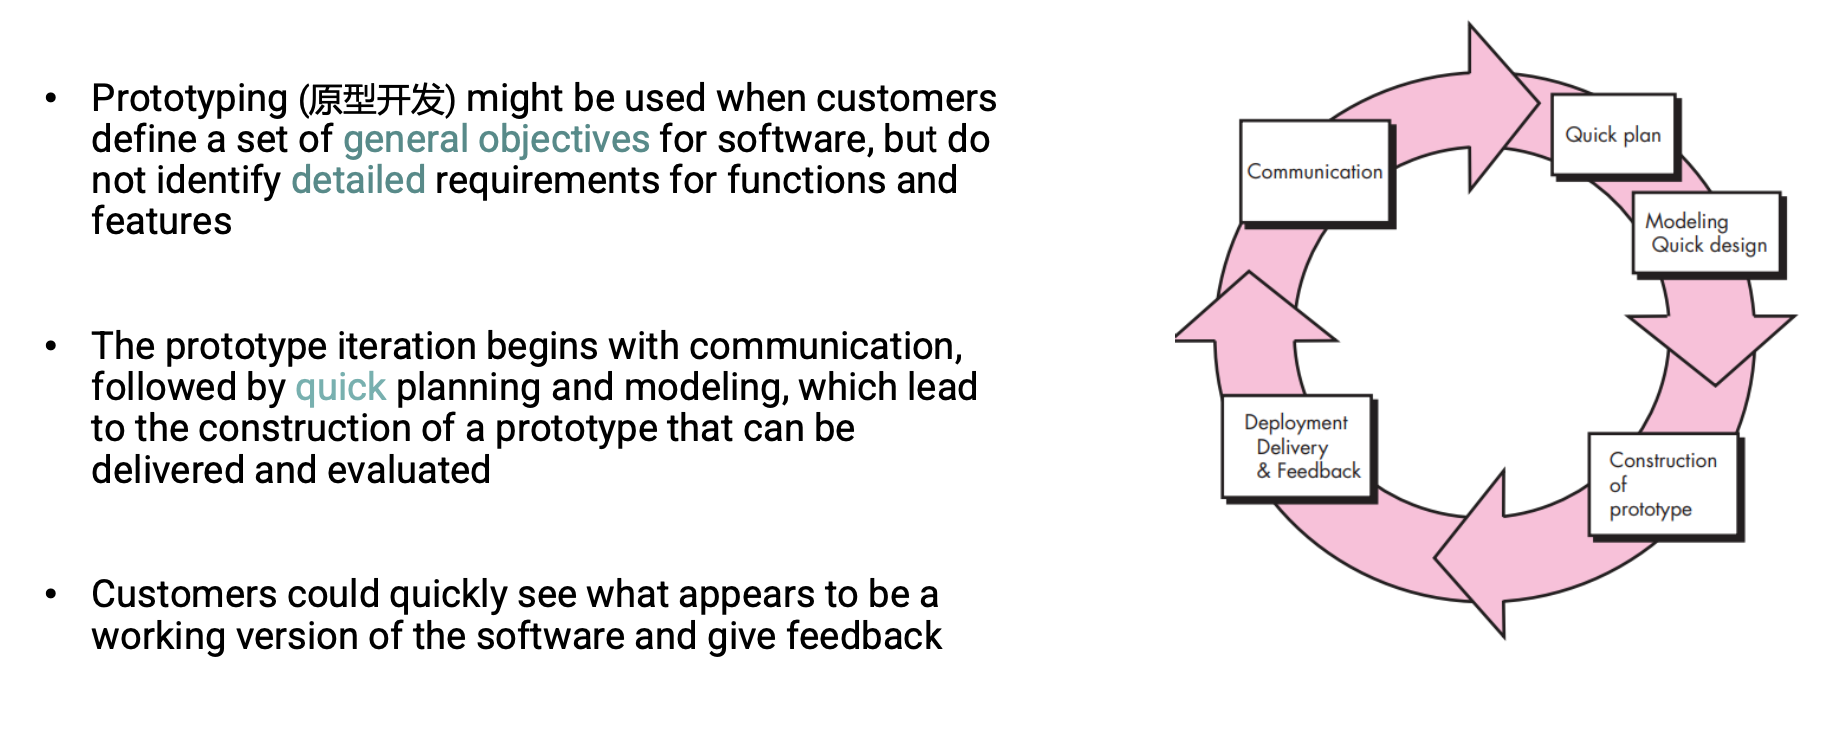 • Prototyping (原型开发) might be used when customers
define a set of general objectives for software, but do
not identify detailed requirements for functions and
features
• The prototype iteration begins with communication,
followed by quick planning and modeling, which lead
to the construction of a prototype that can be
delivered and evaluated
• Customers could quickly see what appears to be a
working version of the software and give feedback
Communication
Quick plan
Modeling
Quick design
Construction
of
prototype
Deployment
Delivery
& Feedback